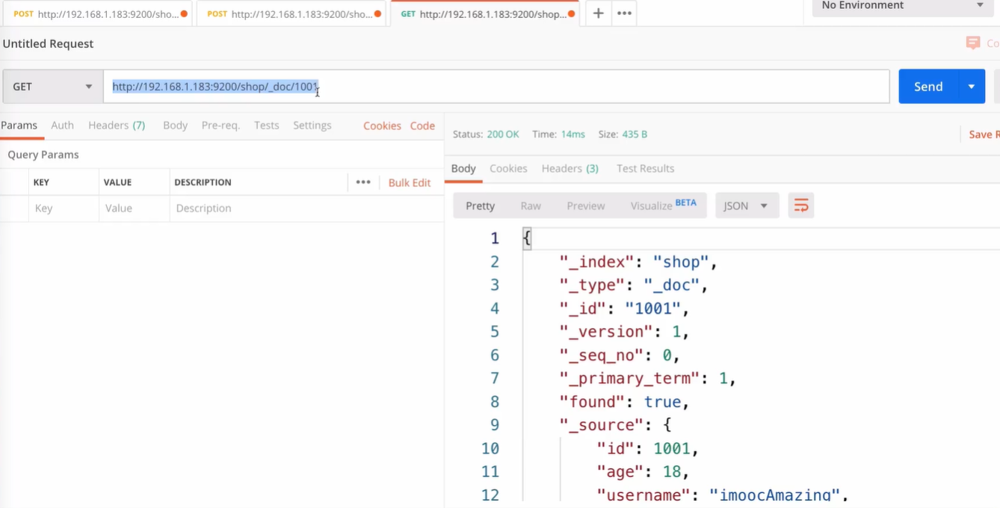 POST http://192.168.1.183:9200/sho... POST http://192.168.1.183:9200/sho... GET http://192.168.1.183:9200/shop... + ••• No Environment
Untitled Request
GET http://192.168.1.183:9200/shop/_doc/1001 Send
Params Auth Headers (7) Body Pre-req. Tests Settings Cookies Code
Status: 200 OK Time: 14ms Size: 435 B Save R
Query Params
KEY VALUE DESCRIPTION ••• Bulk Edit
Key Value Description
Body Cookies Headers (3) Test Results
Pretty Raw Preview Visualize BETA JSON
1 {
2 "_index": "shop",
3 "_type": "_doc",
4 "_id": "1001",
5 "_version": 1,
6 "_seq_no": 0,
7 "_primary_term": 1,
8 "found": true,
9 "_source": {
10 "id": 1001,
11 "age": 18,
12 "username": "imoocAmazing",